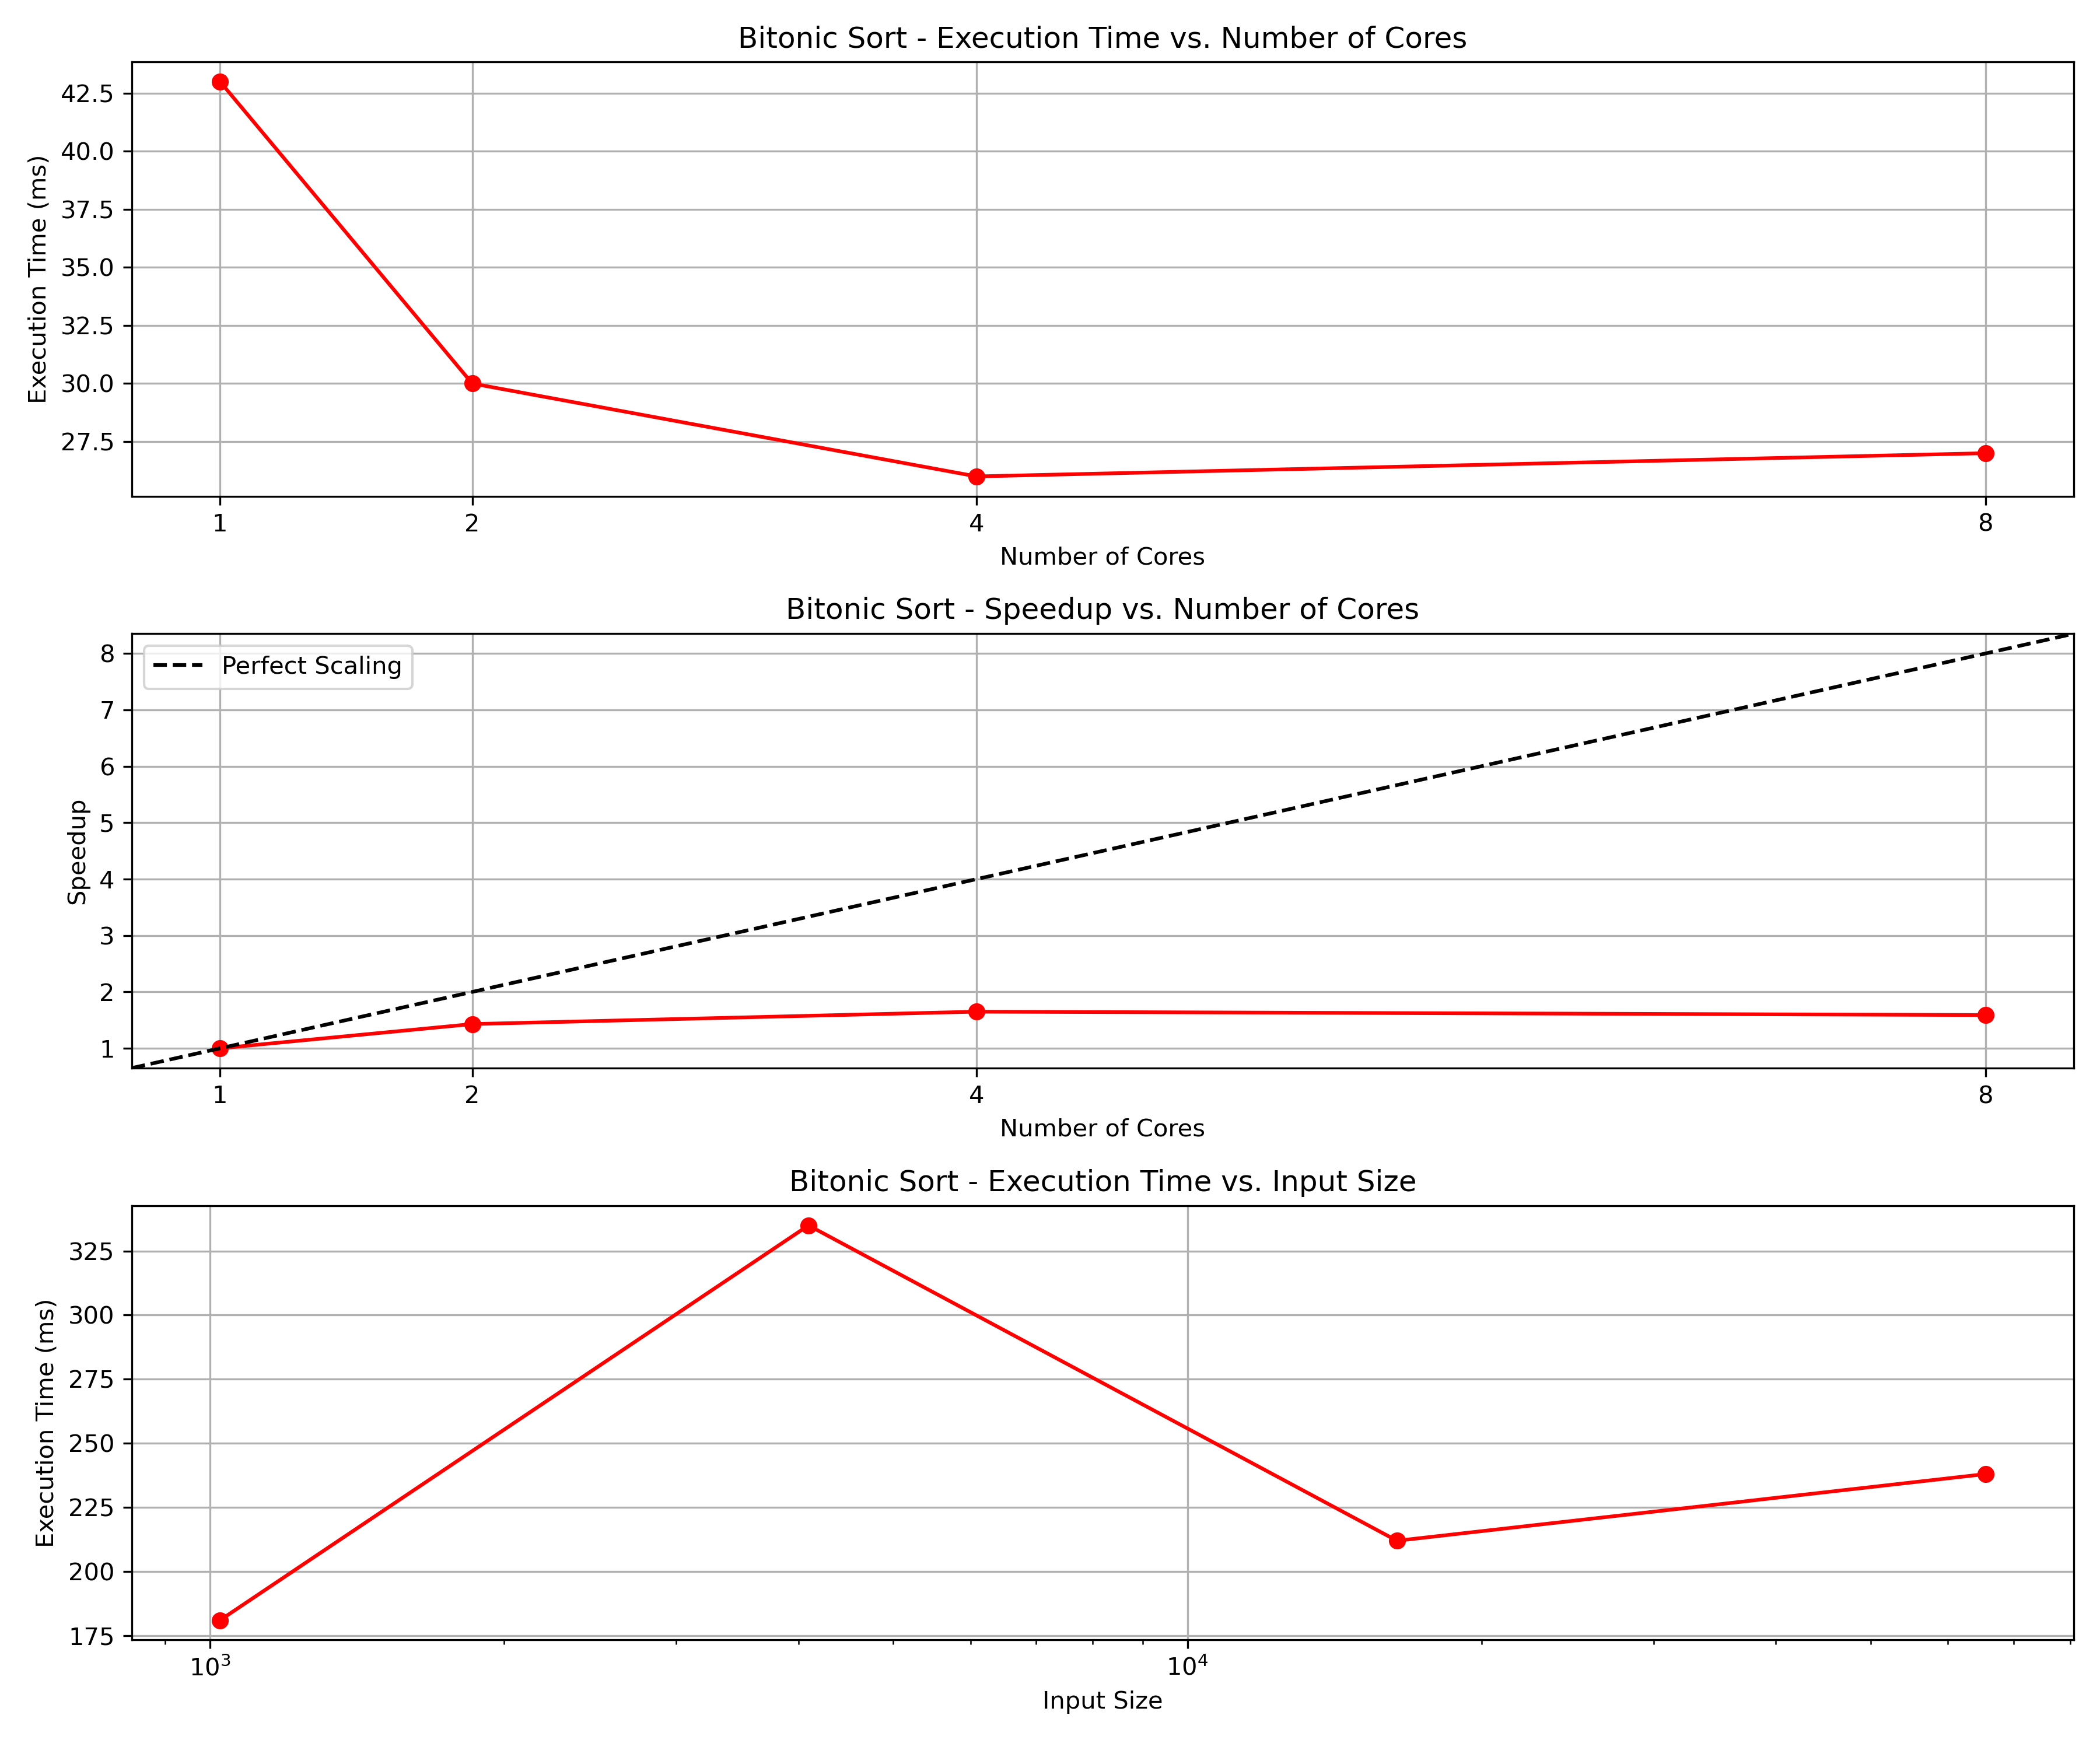 Bitonic Sort - Execution Time vs. Number of Cores
Execution Time (ms)
42.5
40.0
37.5
35.0
32.5
30.0
27.5
1 2 4 8
Number of Cores
Bitonic Sort - Speedup vs. Number of Cores
Perfect Scaling
Speedup
8
7
6
5
4
3
2
1
1 2 4 8
Number of Cores
Bitonic Sort - Execution Time vs. Input Size
Execution Time (ms)
325
300
275
250
225
200
175
10³ 10⁴
Input Size